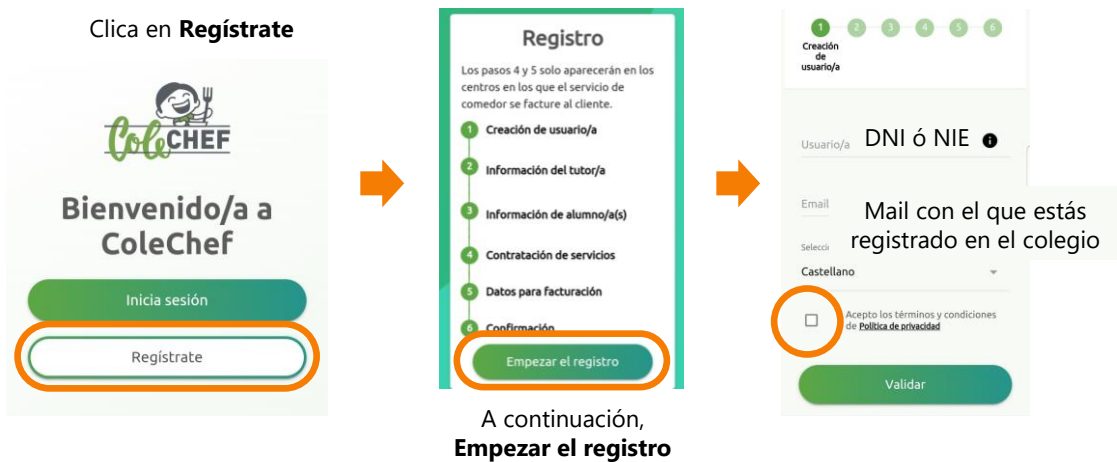 Clica en Regístrate
ColeCHEF
Bienvenido/a a
ColeChef
Inicia sesión
Regístrate
Registro
Los pasos 4 y 5 solo aparecerán en los
centros en los que el servicio de
comedor se facture al cliente.
1 Creación de usuario/a
2 Información del tutor/a
3 Información de alumno/a(s)
4 Contratación de servicios
5 Datos para facturación
6 Confirmación
Empezar el registro
A continuación,
Empezar el registro
1 2 3 4 5 6
Creación
de
usuario/a
Usuario/a DNI ó NIE
Email
Mail con el que estás
registrado en el colegio
Castellano
Acepto los términos y condiciones
de Política de privacidad
Validar